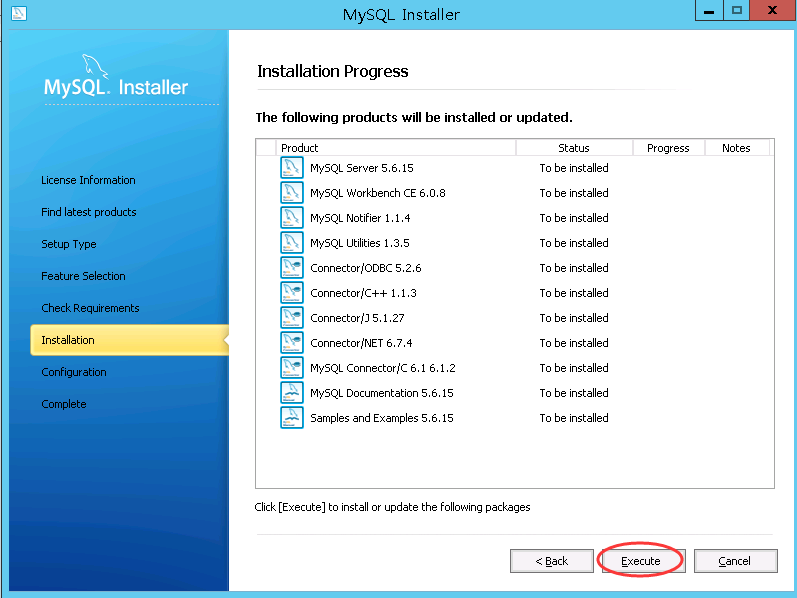 MySQL Installer
MySQL. Installer
License Information
Find latest products
Setup Type
Feature Selection
Check Requirements
Installation
Configuration
Complete
Installation Progress
The following products will be installed or updated.
Product Status Progress Notes
MySQL Server 5.6.15 To be installed
MySQL Workbench CE 6.0.8 To be installed
MySQL Notifier 1.1.4 To be installed
MySQL Utilities 1.3.5 To be installed
Connector/ODBC 5.2.6 To be installed
Connector/C++ 1.1.3 To be installed
Connector/J 5.1.27 To be installed
Connector/NET 6.7.4 To be installed
MySQL Connector/C 6.1 6.1.2 To be installed
MySQL Documentation 5.6.15 To be installed
Samples and Examples 5.6.15 To be installed
Click [Execute] to install or update the following packages
< Back Execute Cancel